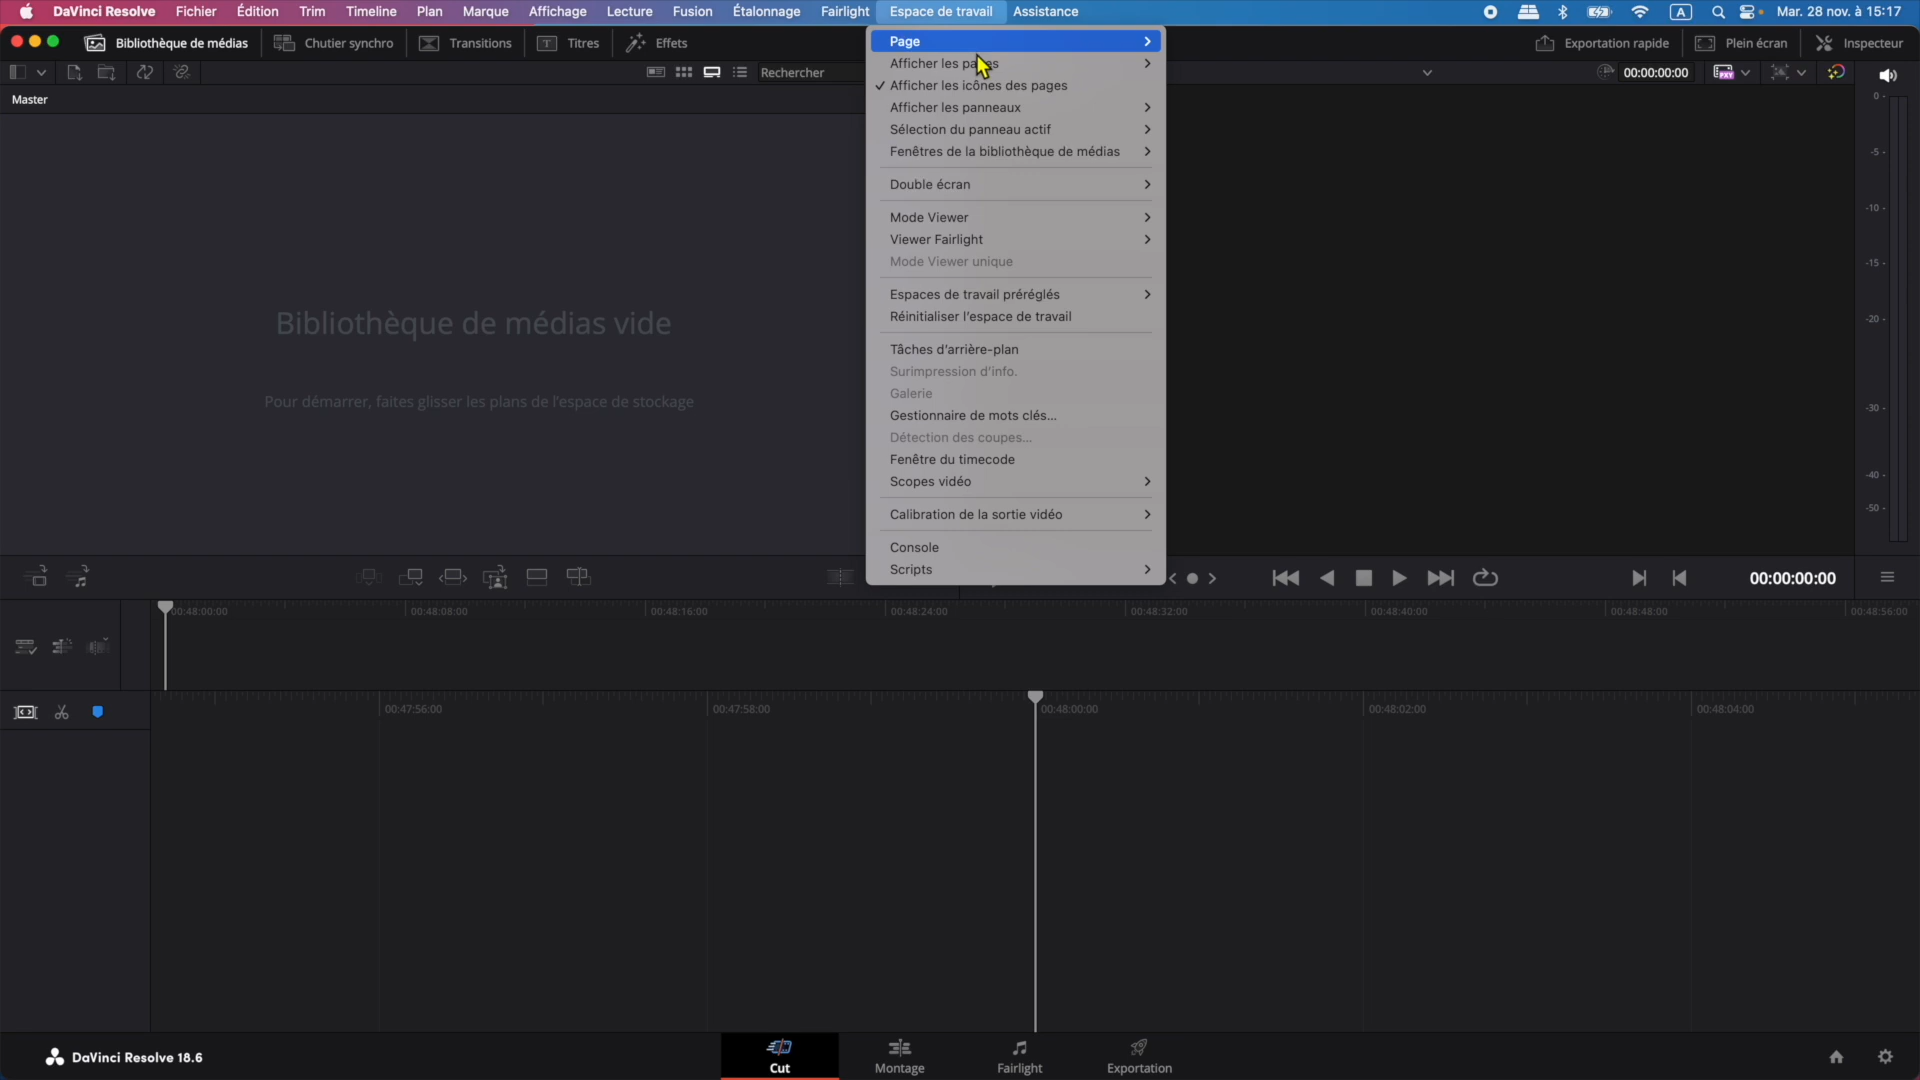 DaVinci Resolve Fichier Édition Trim Timeline Plan Marque Affichage Lecture Fusion Étalonnage Fairlight Espace de travail Assistance A Mar. 28 nov. à 15:17
Bibliothèque de médias Chutier synchro Transitions Titres Effets Exportation rapide Plein écran Inspecteur
Rechercher 00:00:00:00
Master
Page
Afficher les pages
Afficher les icônes des pages
Afficher les panneaux
Sélection du panneau actif
Fenêtres de la bibliothèque de médias
Double écran
Mode Viewer
Viewer Fairlight
Mode Viewer unique
Espaces de travail préréglés
Réinitialiser l'espace de travail
Tâches d'arrière-plan
Surimpression d'info.
Galerie
Gestionnaire de mots clés...
Détection des coupes...
Fenêtre du timecode
Scopes vidéo
Calibration de la sortie vidéo
Console
Scripts
Bibliothèque de médias vide
Pour démarrer, faites glisser les plans de l'espace de stockage
0
-5
-10
-15
-20
-30
-40
-50
00:00:00:00
00:48:00:00 00:48:08:00 00:48:16:00 00:48:24:00 00:48:32:00 00:48:40:00 00:48:48:00 00:48:56:00
00:47:56:00 00:47:58:00 00:48:00:00 00:48:02:00 00:48:04:00
DaVinci Resolve 18.6
Cut Montage Fairlight Exportation